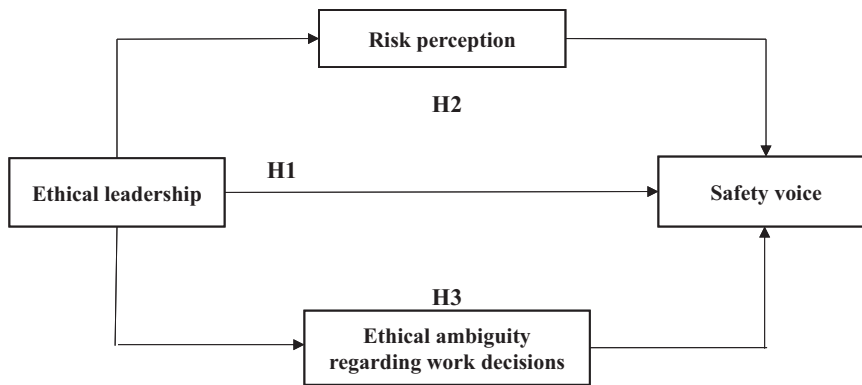 Risk perception
H2
H1
Ethical leadership
Safety voice
H3
Ethical ambiguity
regarding work decisions